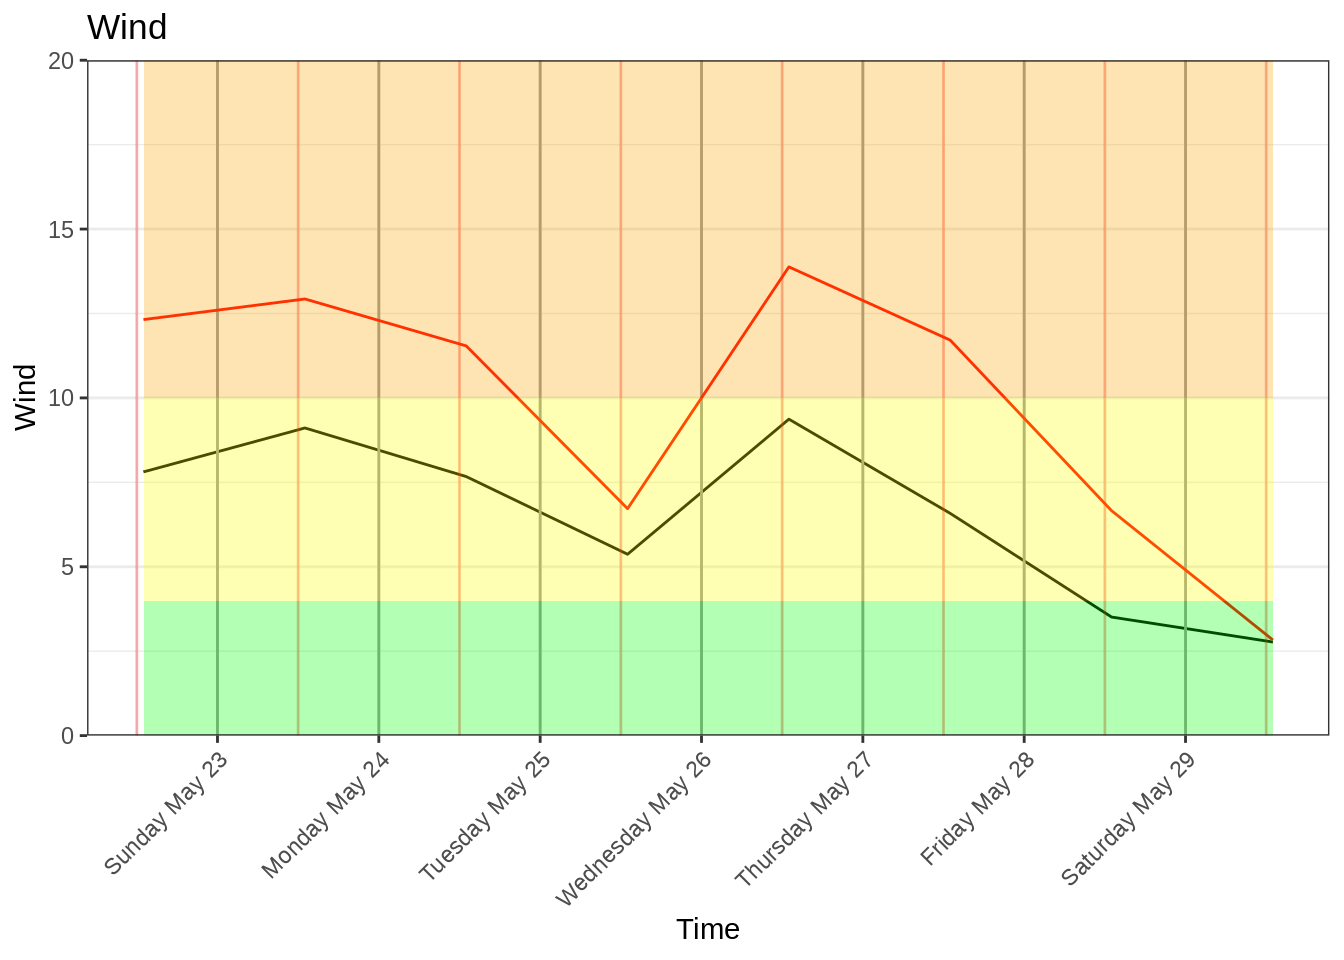 Wind
20
15
10
5
0
Wind
Sunday May 23
Monday May 24
Tuesday May 25
Wednesday May 26
Thursday May 27
Friday May 28
Saturday May 29
Time